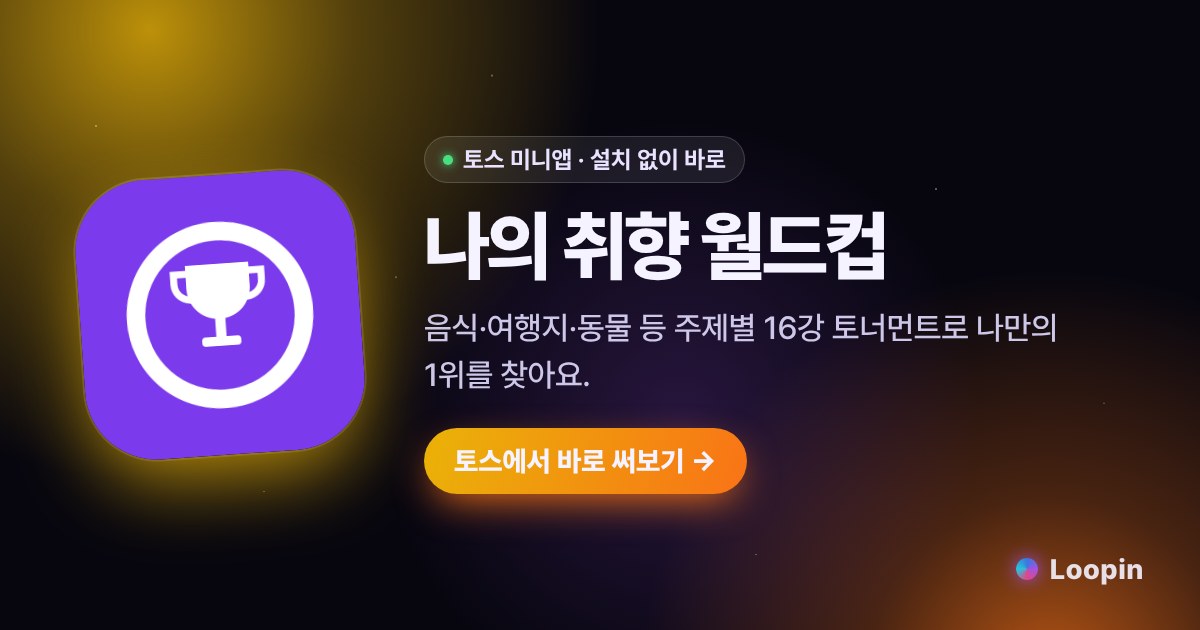 토스 미니앱 · 설치 없이 바로
나의 취향 월드컵
음식·여행지·동물 등 주제별 16강 토너먼트로 나만의
1위를 찾아요.
토스에서 바로 써보기 →
Loopin